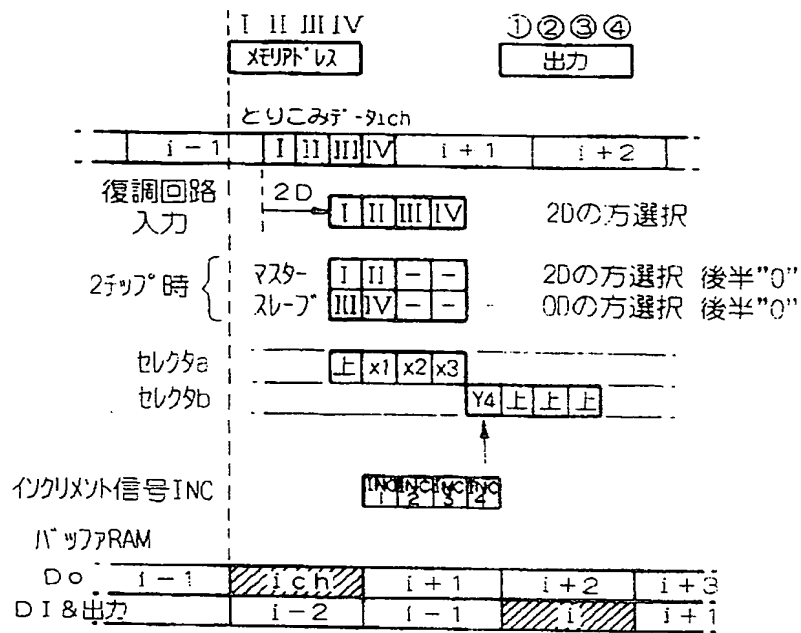 I II III IV
メモリアドレス
① ② ③ ④
出力
とりこみデータ1ch
i-1 I II III IV i+1 i+2
復調回路
入力
2D
I II III IV
2Dの方選択
2チップ時
マスター I II - - 2Dの方選択 後半"0"
スレーブ III IV - - 0Dの方選択 後半"0"
セレクタa 上 x1 x2 x3
セレクタb Y4 上 上 上
インクリメント信号INC INC1 INC2 INC3 INC4
バッファRAM
Do i-1 ich i+1 i+2 i+3
DI&出力 i-2 i-1 i i+1